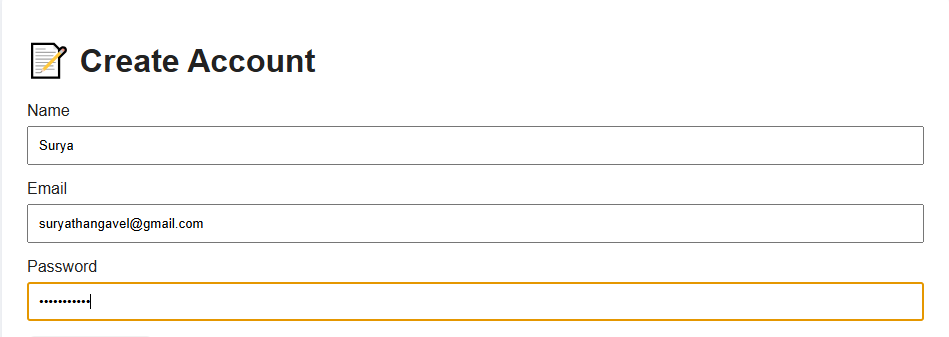 Create Account
Name
Surya
Email
suryathangavel@gmail.com
Password
•••••••••••